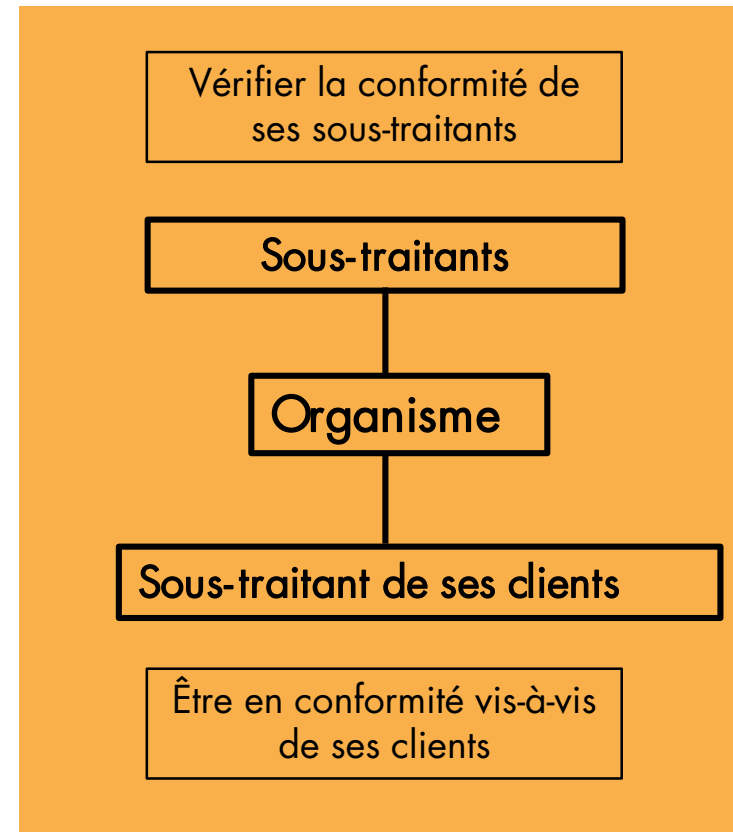 Vérifier la conformité de
ses sous-traitants
Sous-traitants
Organisme
Sous-traitant de ses clients
Être en conformité vis-à-vis
de ses clients